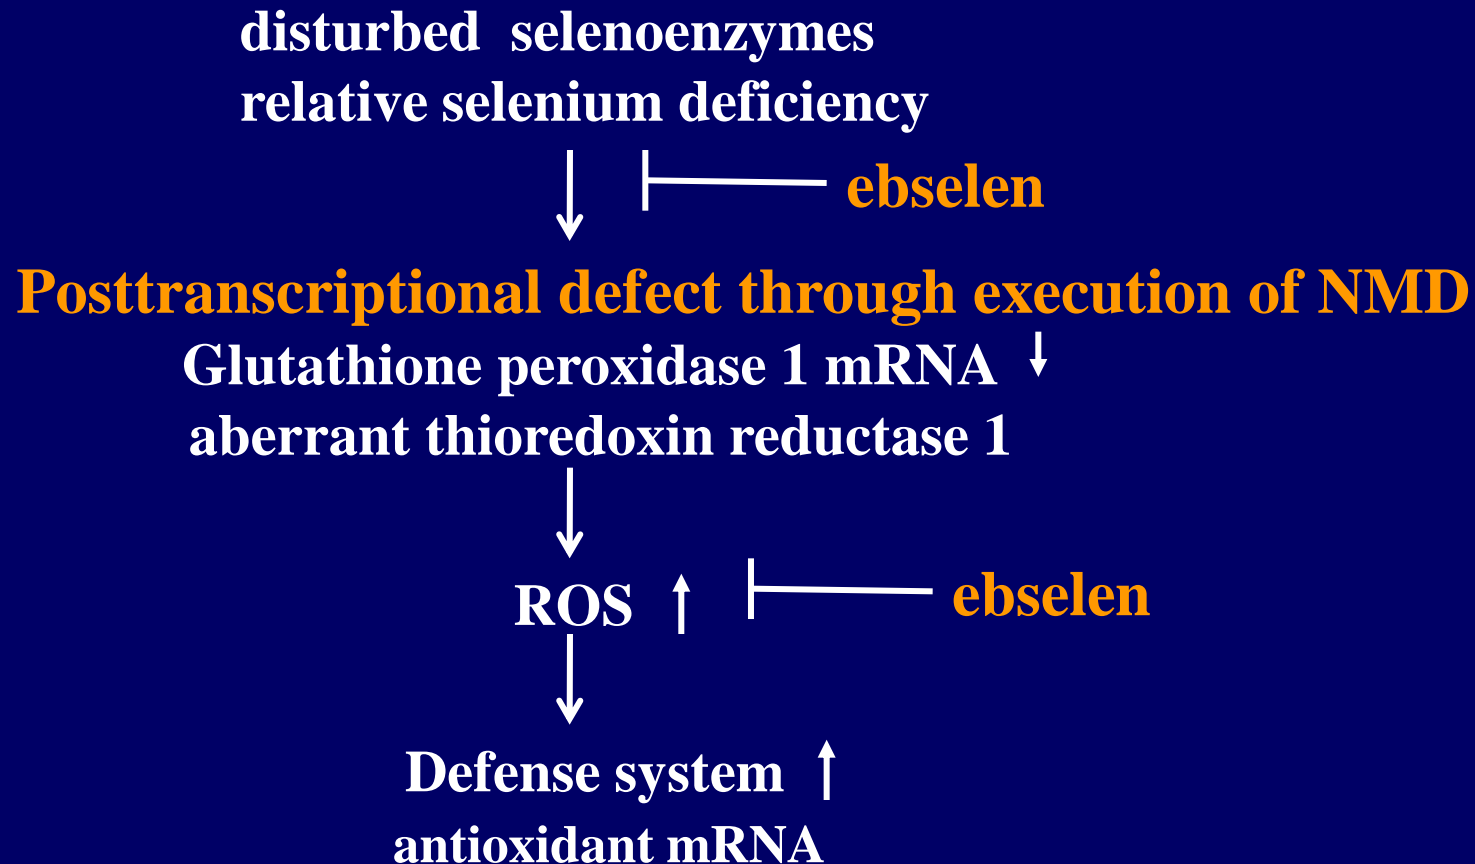 disturbed selenoenzymes
relative selenium deficiency
ebselen
Posttranscriptional defect through execution of NMD
Glutathione peroxidase 1 mRNA ↓
aberrant thioredoxin reductase 1
ROS ↑
ebselen
Defense system ↑
antioxidant mRNA